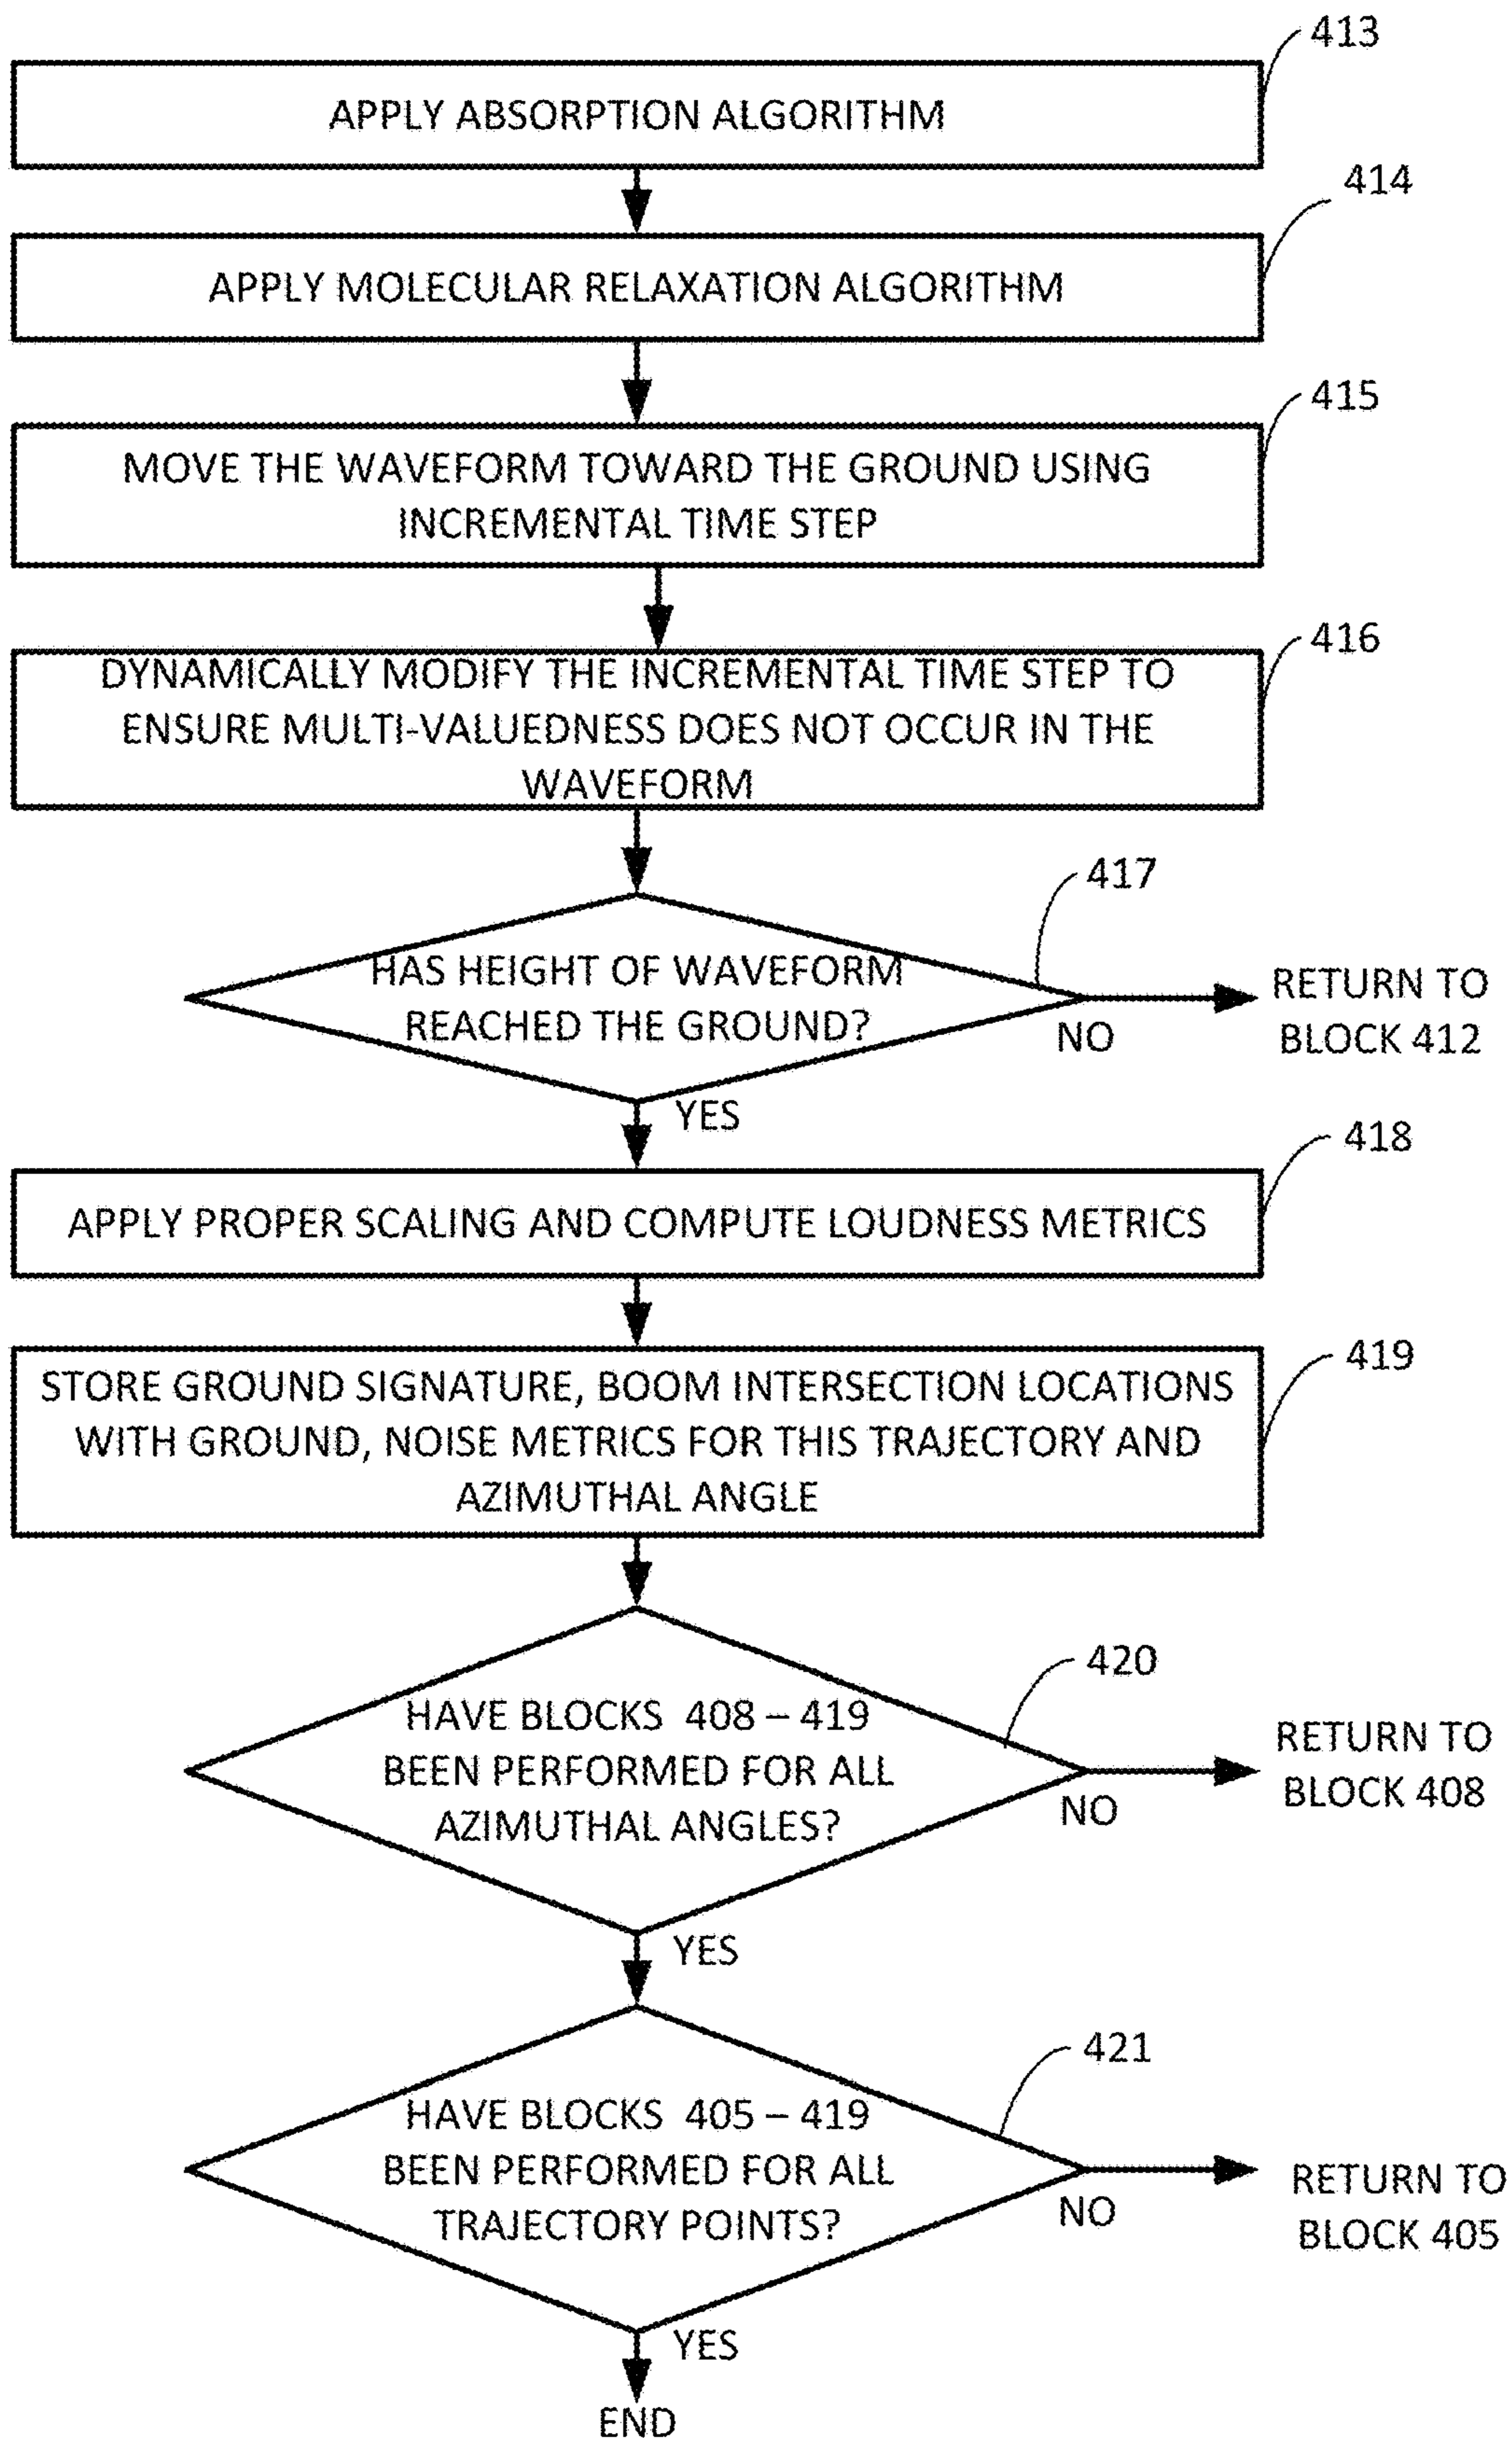 413
APPLY ABSORPTION ALGORITHM
414
APPLY MOLECULAR RELAXATION ALGORITHM
415
MOVE THE WAVEFORM TOWARD THE GROUND USING
INCREMENTAL TIME STEP
416
DYNAMICALLY MODIFY THE INCREMENTAL TIME STEP TO
ENSURE MULTI-VALUEDNESS DOES NOT OCCUR IN THE
WAVEFORM
417
HAS HEIGHT OF WAVEFORM
REACHED THE GROUND?
NO
RETURN TO
BLOCK 412
YES
418
APPLY PROPER SCALING AND COMPUTE LOUDNESS METRICS
419
STORE GROUND SIGNATURE, BOOM INTERSECTION LOCATIONS
WITH GROUND, NOISE METRICS FOR THIS TRAJECTORY AND
AZIMUTHAL ANGLE
420
HAVE BLOCKS 408 – 419
BEEN PERFORMED FOR ALL
AZIMUTHAL ANGLES?
NO
RETURN TO
BLOCK 408
YES
421
HAVE BLOCKS 405 – 419
BEEN PERFORMED FOR ALL
TRAJECTORY POINTS?
NO
RETURN TO
BLOCK 405
YES
END